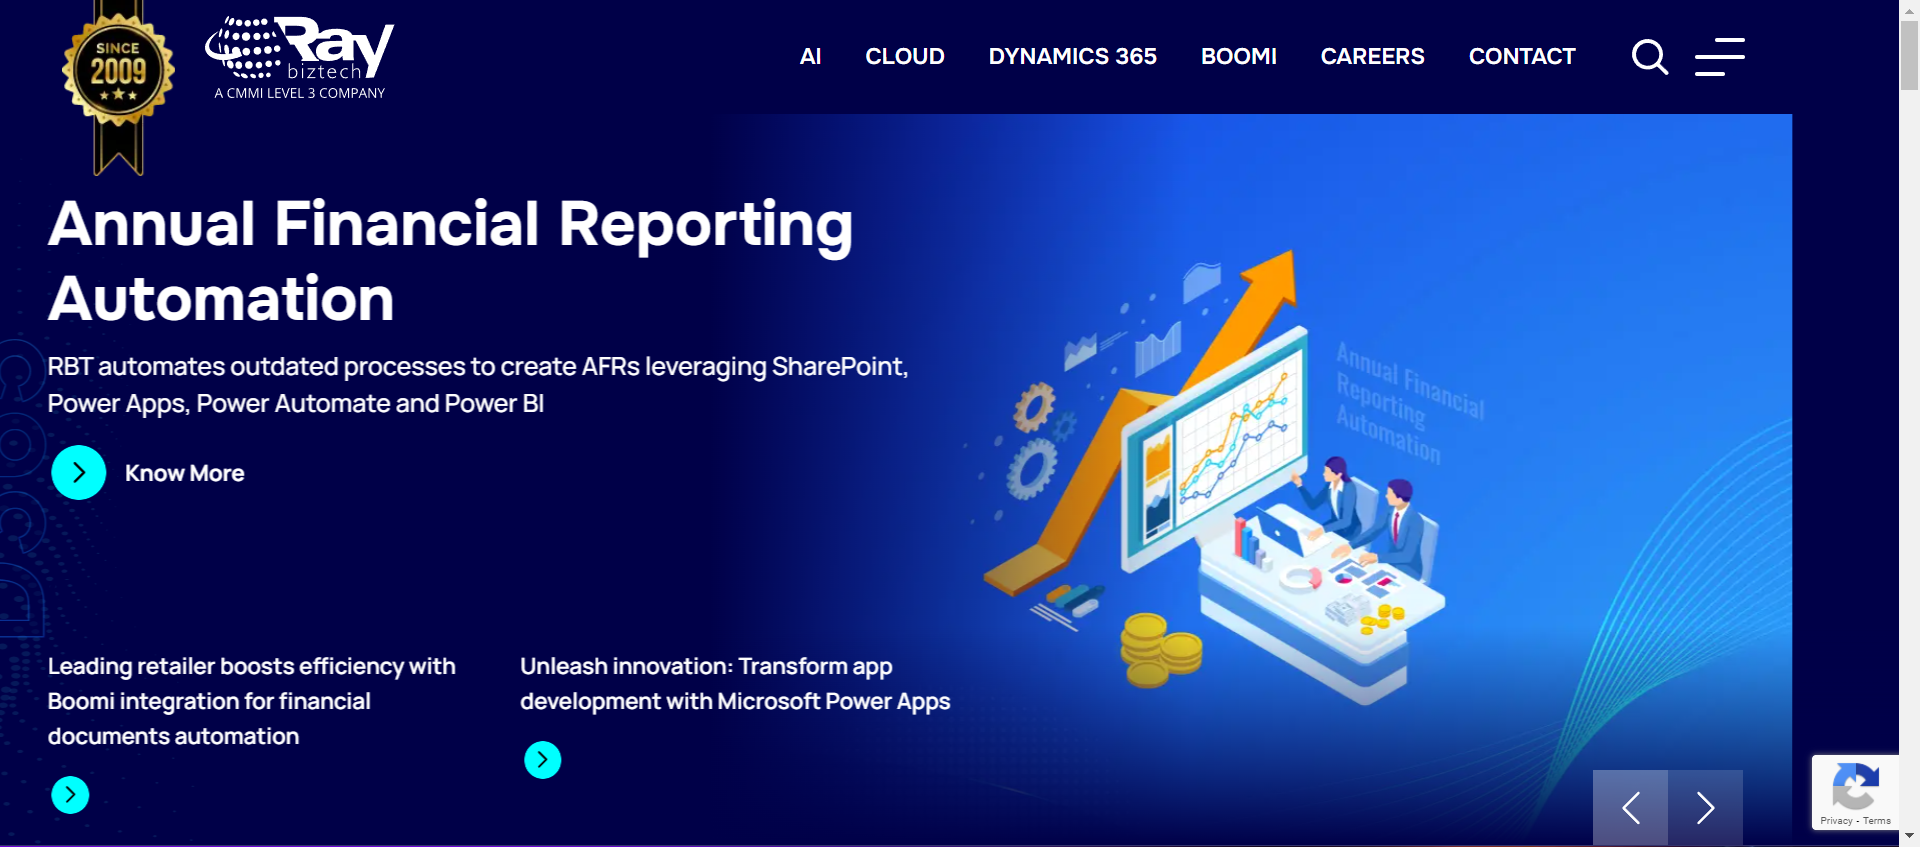 SINCE
2009
Ray
biztech
A CMMI LEVEL 3 COMPANY
AI CLOUD DYNAMICS 365 BOOMI CAREERS CONTACT
Annual Financial Reporting
Automation
RBT automates outdated processes to create AFRs leveraging SharePoint,
Power Apps, Power Automate and Power BI
Know More
Annual Financial
Reporting
Automation
Leading retailer boosts efficiency with
Boomi integration for financial
documents automation
Unleash innovation: Transform app
development with Microsoft Power Apps
Privacy - Terms